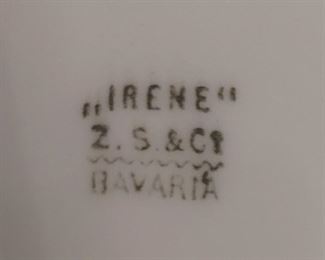 „IRENE“
Z. S. & Co
BAVARIA